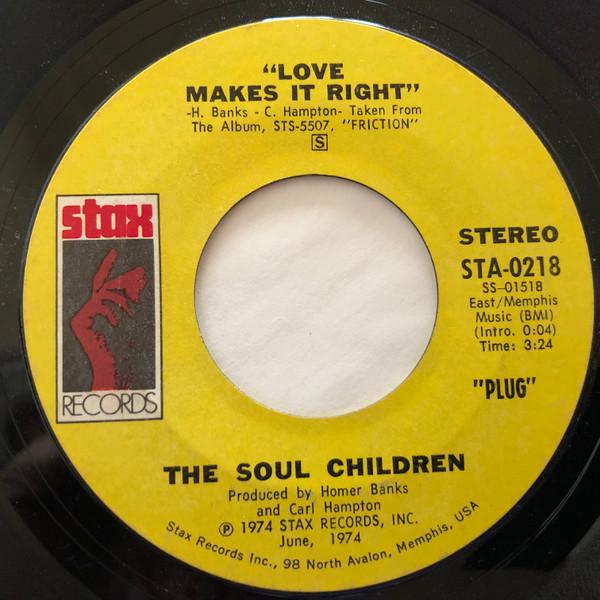 "LOVE
MAKES IT RIGHT"
-H. Banks - C. Hampton- Taken From
The Album, STS-5507, "FRICTION"
S
stax
RECORDS
STEREO
STA-0218
SS-01518
East/Memphis
Music (BMI)
(Intro. 0:04)
Time: 3:24
"PLUG"
THE SOUL CHILDREN
Produced by Homer Banks
and Carl Hampton
℗ 1974 STAX RECORDS, INC.
June, 1974
Stax Records Inc., 98 North Avalon, Memphis, USA